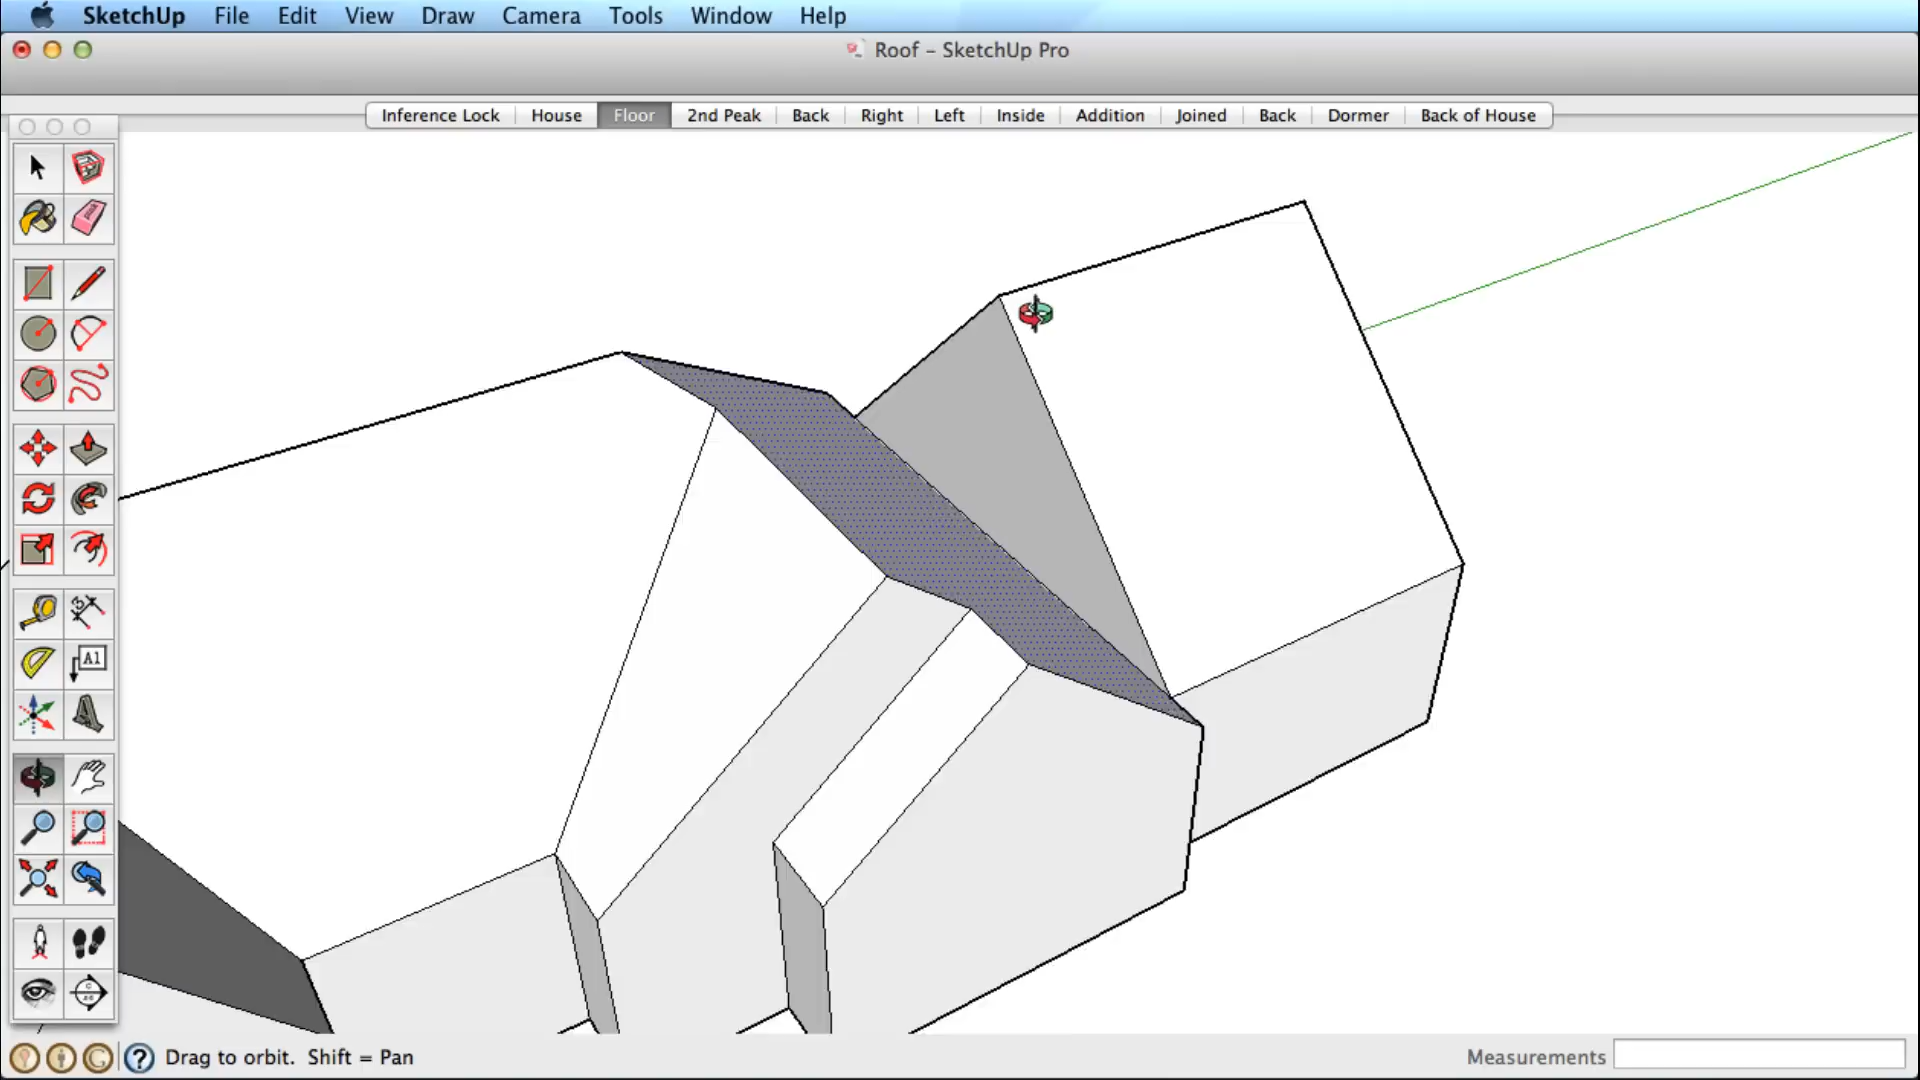 SketchUp File Edit View Draw Camera Tools Window Help
Roof - SketchUp Pro
Inference Lock House Floor 2nd Peak Back Right Left Inside Addition Joined Back Dormer Back of House
A1
Drag to orbit. Shift = Pan
Measurements